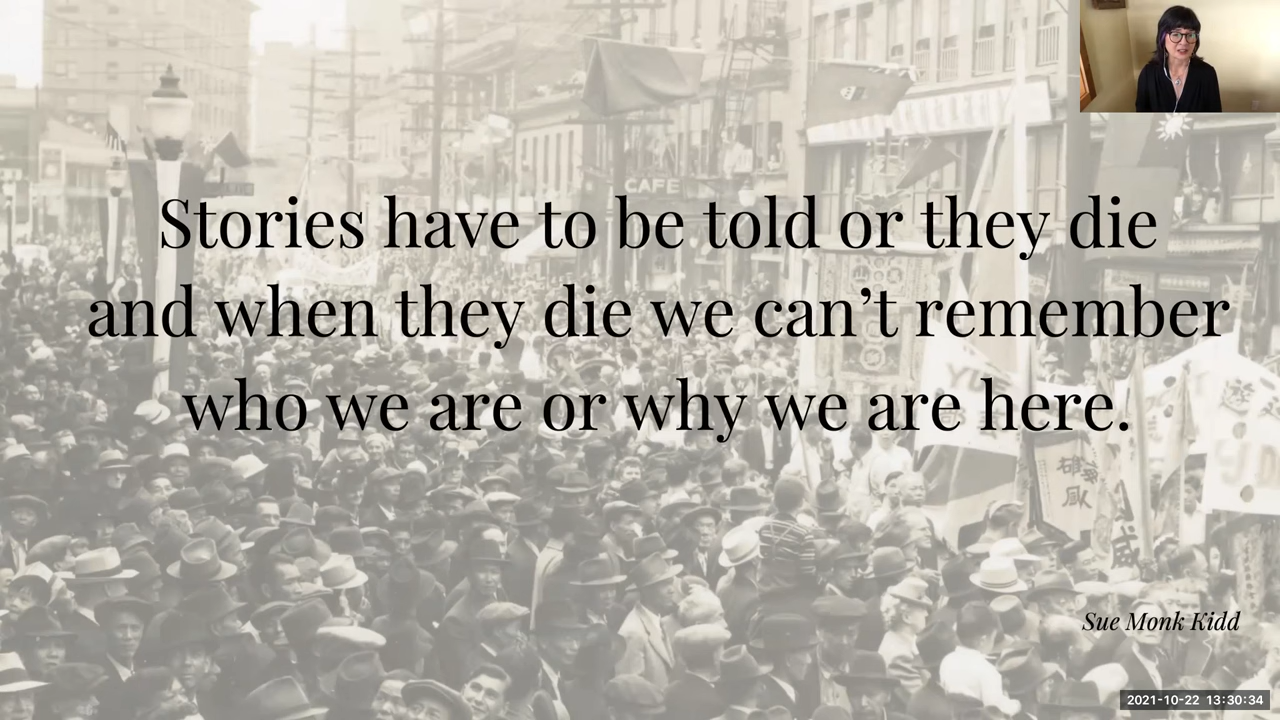 CAFE
Stories have to be told or they die
and when they die we can’t remember
who we are or why we are here.
Sue Monk Kidd
2021-10-22 13:30:34